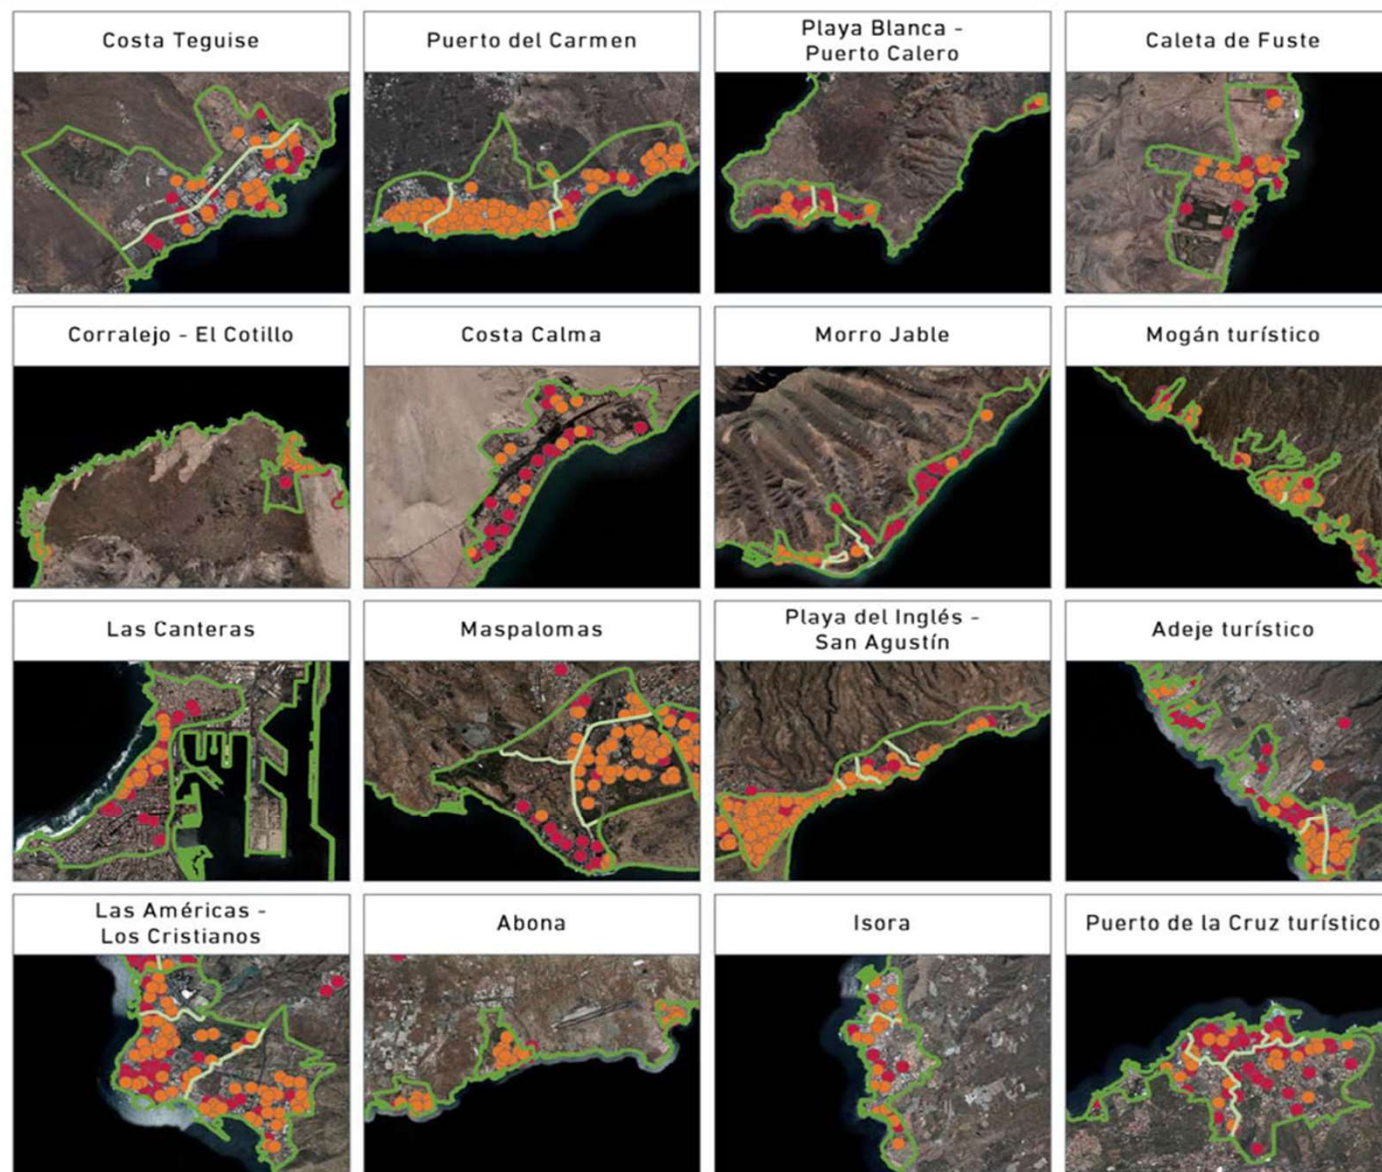 Costa Teguise
Puerto del Carmen
Playa Blanca -
Puerto Calero
Caleta de Fuste
Corralejo - El Cotillo
Costa Calma
Morro Jable
Mogán turístico
Las Canteras
Maspalomas
Playa del Inglés -
San Agustín
Adeje turístico
Las Américas -
Los Cristianos
Abona
Isora
Puerto de la Cruz turístico